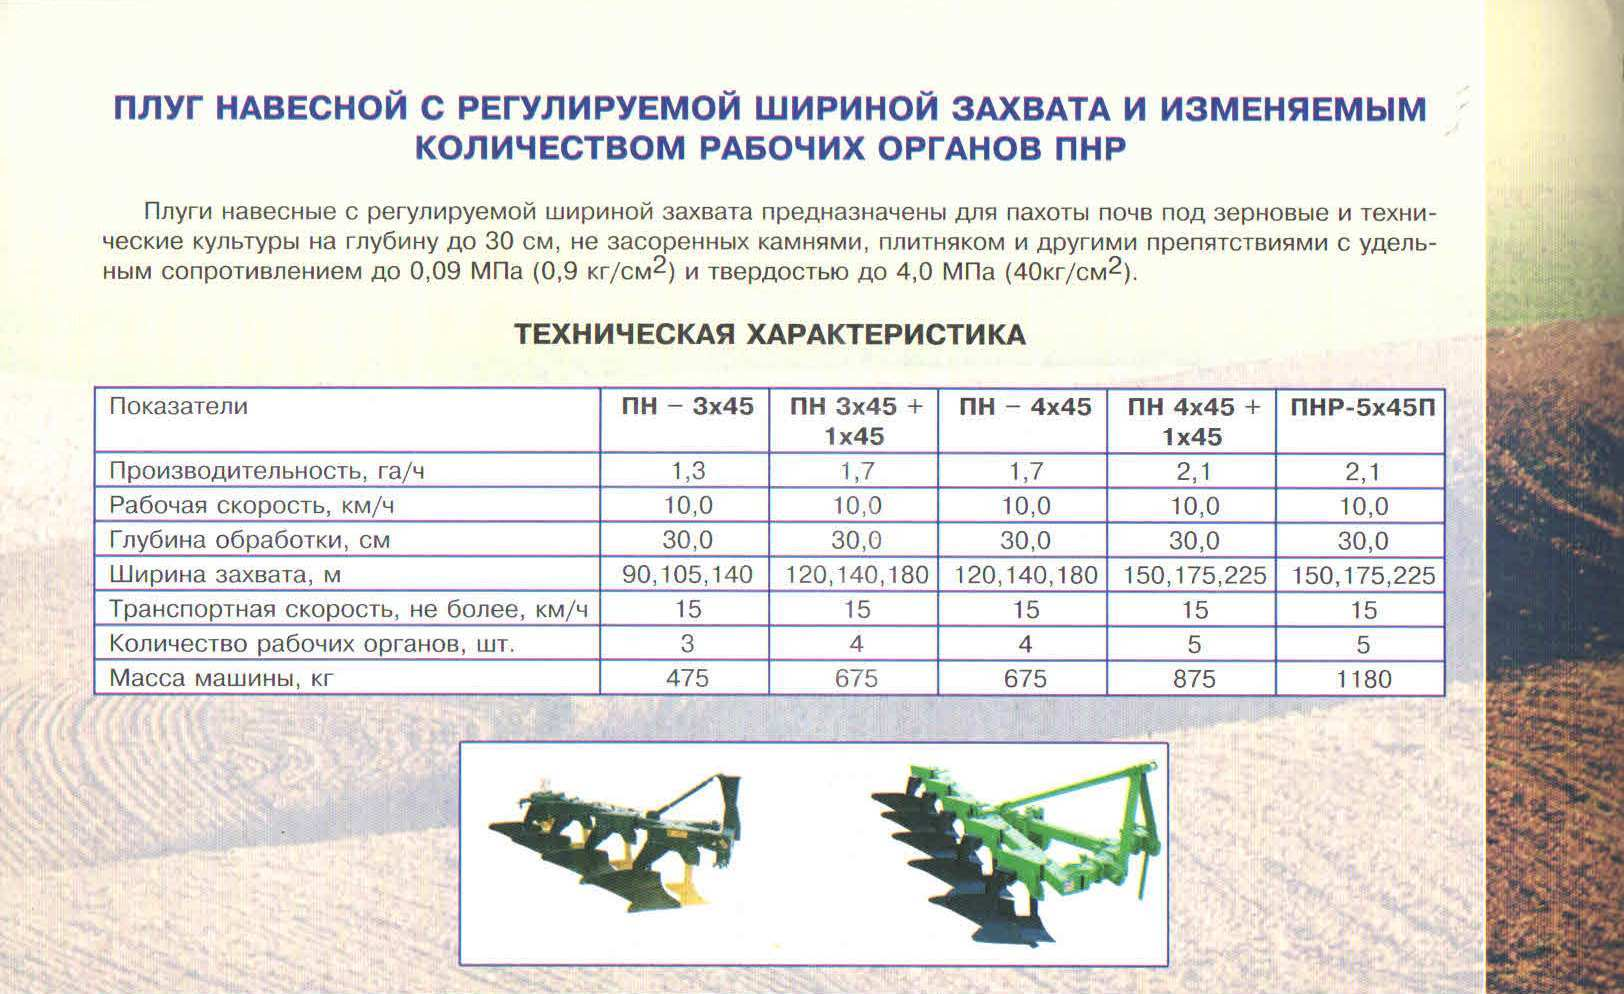 ПЛУГ НАВЕСНОЙ С РЕГУЛИРУЕМОЙ ШИРИНОЙ ЗАХВАТА И ИЗМЕНЯЕМЫМ
КОЛИЧЕСТВОМ РАБОЧИХ ОРГАНОВ ПНР
Плуги навесные с регулируемой шириной захвата предназначены для пахоты почв под зерновые и техни-
ческие культуры на глубину до 30 см, не засоренных камнями, плитняком и другими препятствиями с удель-
ным сопротивлением до 0,09 МПа (0,9 кг/см2) и твердостью до 4,0 МПа (40кг/см2).
ТЕХНИЧЕСКАЯ ХАРАКТЕРИСТИКА
Показатели ПН – 3х45 ПН 3х45 + ПН – 4х45 ПН 4х45 + ПНР-5х45П
1х45 1х45
Производительность, га/ч 1,3 1,7 1,7 2,1 2,1
Рабочая скорость, км/ч 10,0 10,0 10,0 10,0 10,0
Глубина обработки, см 30,0 30,0 30,0 30,0 30,0
Ширина захвата, м 90,105,140 120,140,180 120,140,180 150,175,225 150,175,225
Транспортная скорость, не более, км/ч 15 15 15 15 15
Количество рабочих органов, шт. 3 4 4 5 5
Масса машины, кг 475 675 675 875 1180